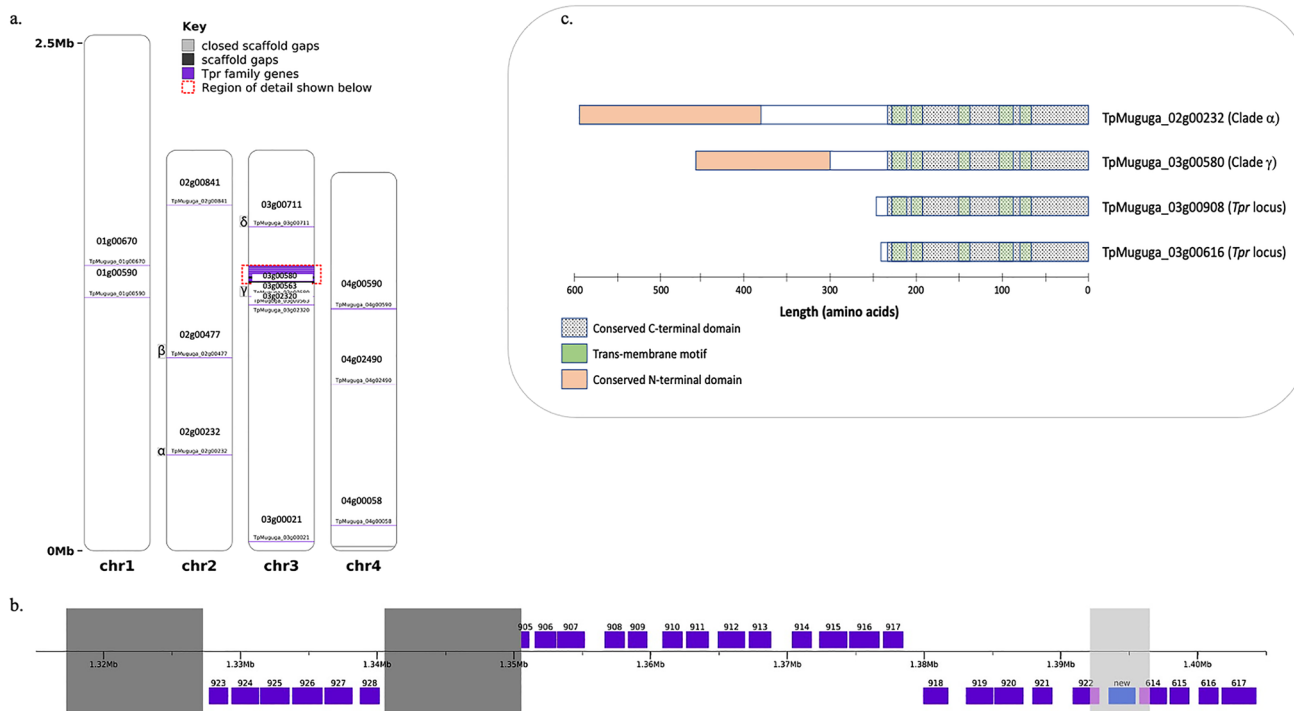 a.
Key
closed scaffold gaps
scaffold gaps
Tpr family genes
Region of detail shown below
2.5Mb
0Mb
01g00670
TpMuguga_01g00670
01g00590
TpMuguga_01g00590
chr1
02g00841
TpMuguga_02g00841
β
02g00477
TpMuguga_02g00477
α
02g00232
TpMuguga_02g00232
chr2
δ
03g00711
TpMuguga_03g00711
03g00580
γ
03g00563
03g02320
TpMuguga_03g02320
03g00021
TpMuguga_03g00021
chr3
04g00590
TpMuguga_04g00590
04g02490
TpMuguga_04g02490
04g00058
TpMuguga_04g00058
chr4
c.
TpMuguga_02g00232 (Clade α)
TpMuguga_03g00580 (Clade γ)
TpMuguga_03g00908 (Tpr locus)
TpMuguga_03g00616 (Tpr locus)
600 500 400 300 200 100 0
Length (amino acids)
Conserved C-terminal domain
Trans-membrane motif
Conserved N-terminal domain
b.
905 906 907 908 909 910 911 912 913 914 915 916 917
1.32Mb 1.33Mb 1.34Mb 1.35Mb 1.36Mb 1.37Mb 1.38Mb 1.39Mb 1.40Mb
923 924 925 926 927 928 918 919 920 921 922 new 614 615 616 617